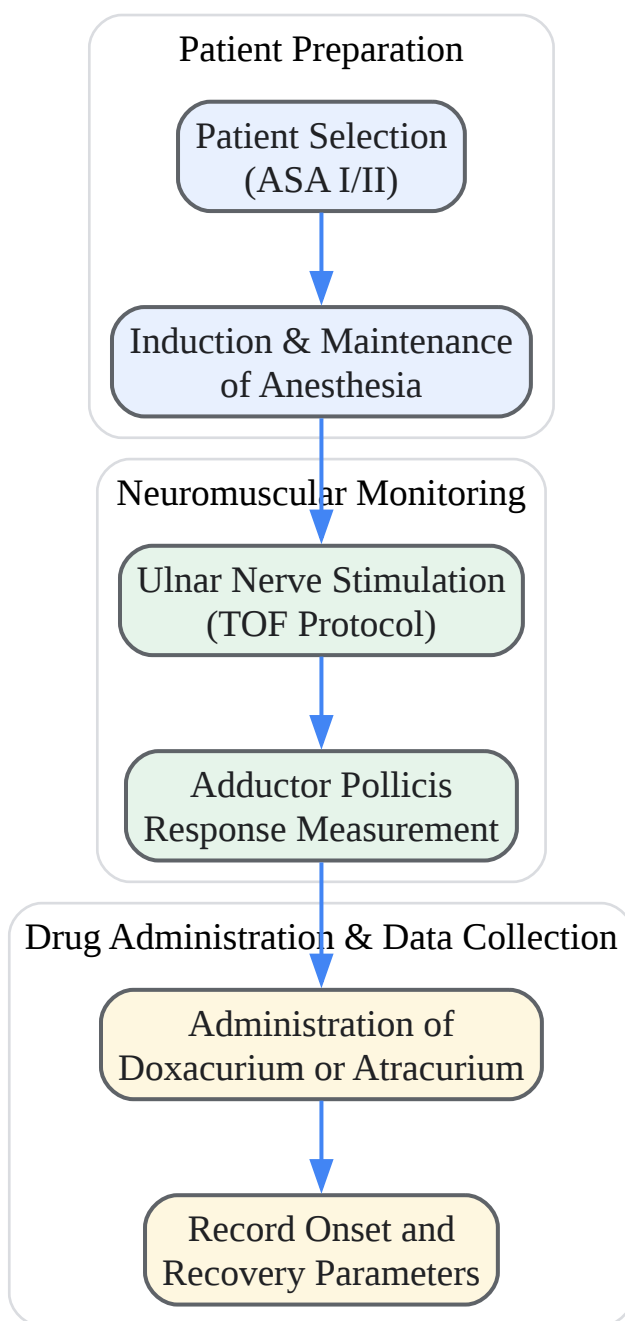 Patient Preparation
Patient Selection
(ASA I/II)
Induction & Maintenance
of Anesthesia
Neuromuscular Monitoring
Ulnar Nerve Stimulation
(TOF Protocol)
Adductor Pollicis
Response Measurement
Drug Administration & Data Collection
Administration of
Doxacurium or Atracurium
Record Onset and
Recovery Parameters